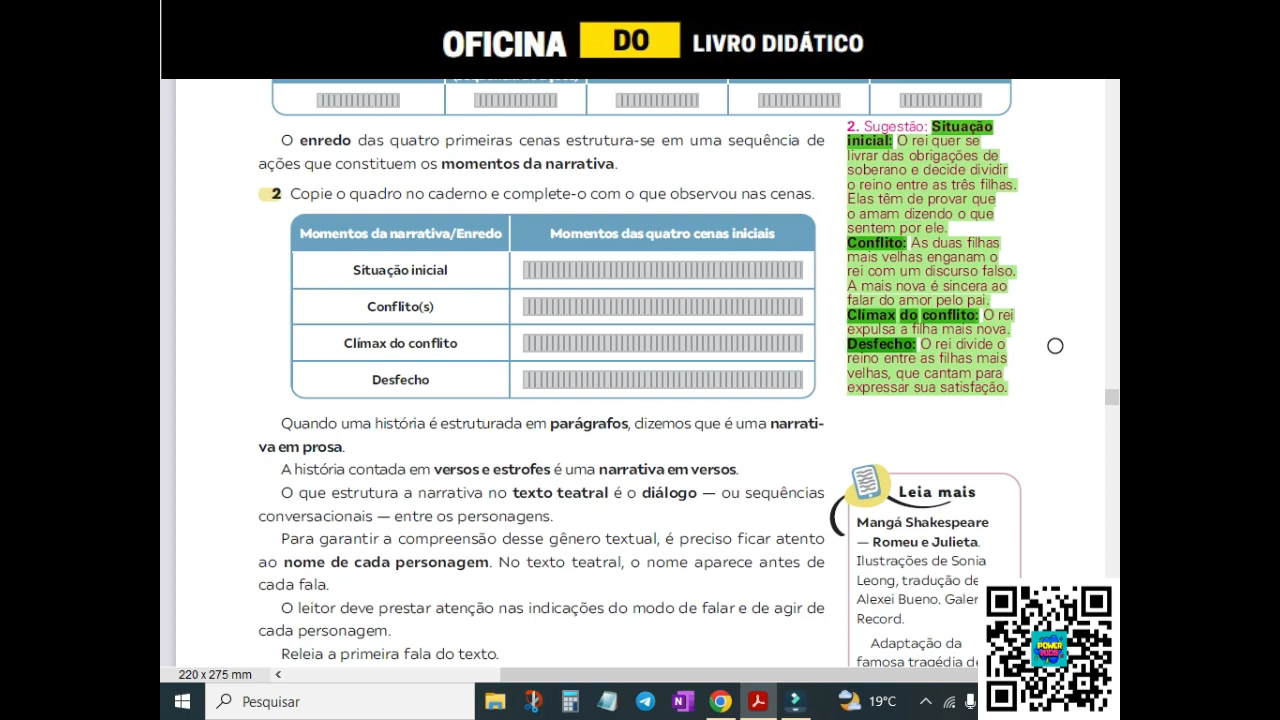 OFICINA DO LIVRO DIDÁTICO
O enredo das quatro primeiras cenas estrutura-se em uma sequência de
ações que constituem os momentos da narrativa.
2 Copie o quadro no caderno e complete-o com o que observou nas cenas.
Momentos da narrativa/Enredo Momentos das quatro cenas iniciais
Situação inicial
Conflito(s)
Clímax do conflito
Desfecho
Quando uma história é estruturada em parágrafos, dizemos que é uma narrati-
va em prosa.
A história contada em versos e estrofes é uma narrativa em versos.
O que estrutura a narrativa no texto teatral é o diálogo — ou sequências
conversacionais — entre os personagens.
Para garantir a compreensão desse gênero textual, é preciso ficar atento
ao nome de cada personagem. No texto teatral, o nome aparece antes de
cada fala.
O leitor deve prestar atenção nas indicações do modo de falar e de agir de
cada personagem.
Releia a primeira fala do texto.
2. Sugestão: Situação
inicial: O rei quer se
livrar das obrigações de
soberano e decide dividir
o reino entre as três filhas.
Elas têm de provar que
o amam dizendo o que
sentem por ele.
Conflito: As duas filhas
mais velhas enganam o
rei com um discurso falso.
A mais nova é sincera ao
falar do amor pelo pai.
Clímax do conflito: O rei
expulsa a filha mais nova.
Desfecho: O rei divide o
reino entre as filhas mais
velhas, que cantam para
expressar sua satisfação.
Leia mais
Mangá Shakespeare
— Romeu e Julieta.
Ilustrações de Sonia
Leong, tradução de
Alexei Bueno. Galer
Record.
Adaptação da
famosa tragédia de
POWER
KIDS
220 x 275 mm
Pesquisar
19°C